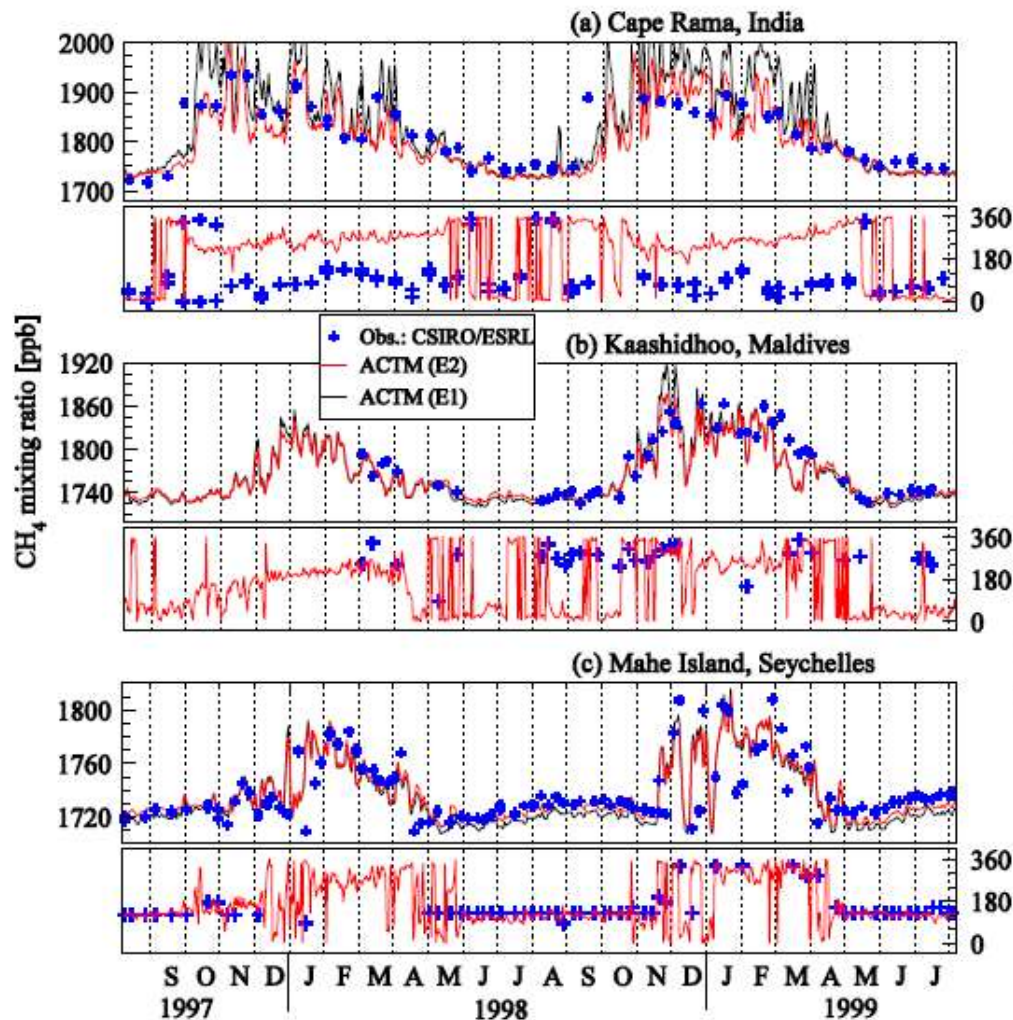 (a) Cape Rama, India
2000
1900
1800
1700
360
180
0
Obs.: CSIRO/ESRL
ACTM (E2)
ACTM (E1)
(b) Kaashidhoo, Maldives
1920
1860
1800
1740
360
180
0
CH4 mixing ratio [ppb]
(c) Mahe Island, Seychelles
1800
1760
1720
360
180
0
S O N D J F M A M J J A S O N D J F M A M J J
1997 1998 1999